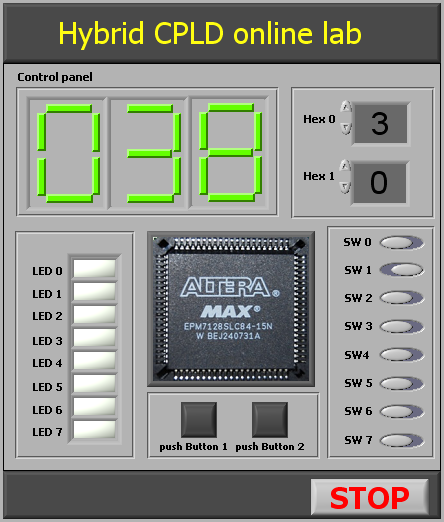 Hybrid CPLD online lab
Control panel
038
Hex 0
3
Hex 1
0
LED 0
LED 1
LED 2
LED 3
LED 4
LED 5
LED 6
LED 7
ALTERA®
MAX®
EPM7128SLC84-15N
W BEJ240731A
push Button 1
push Button 2
SW 0
SW 1
SW 2
SW 3
SW4
SW 5
SW 6
SW 7
STOP